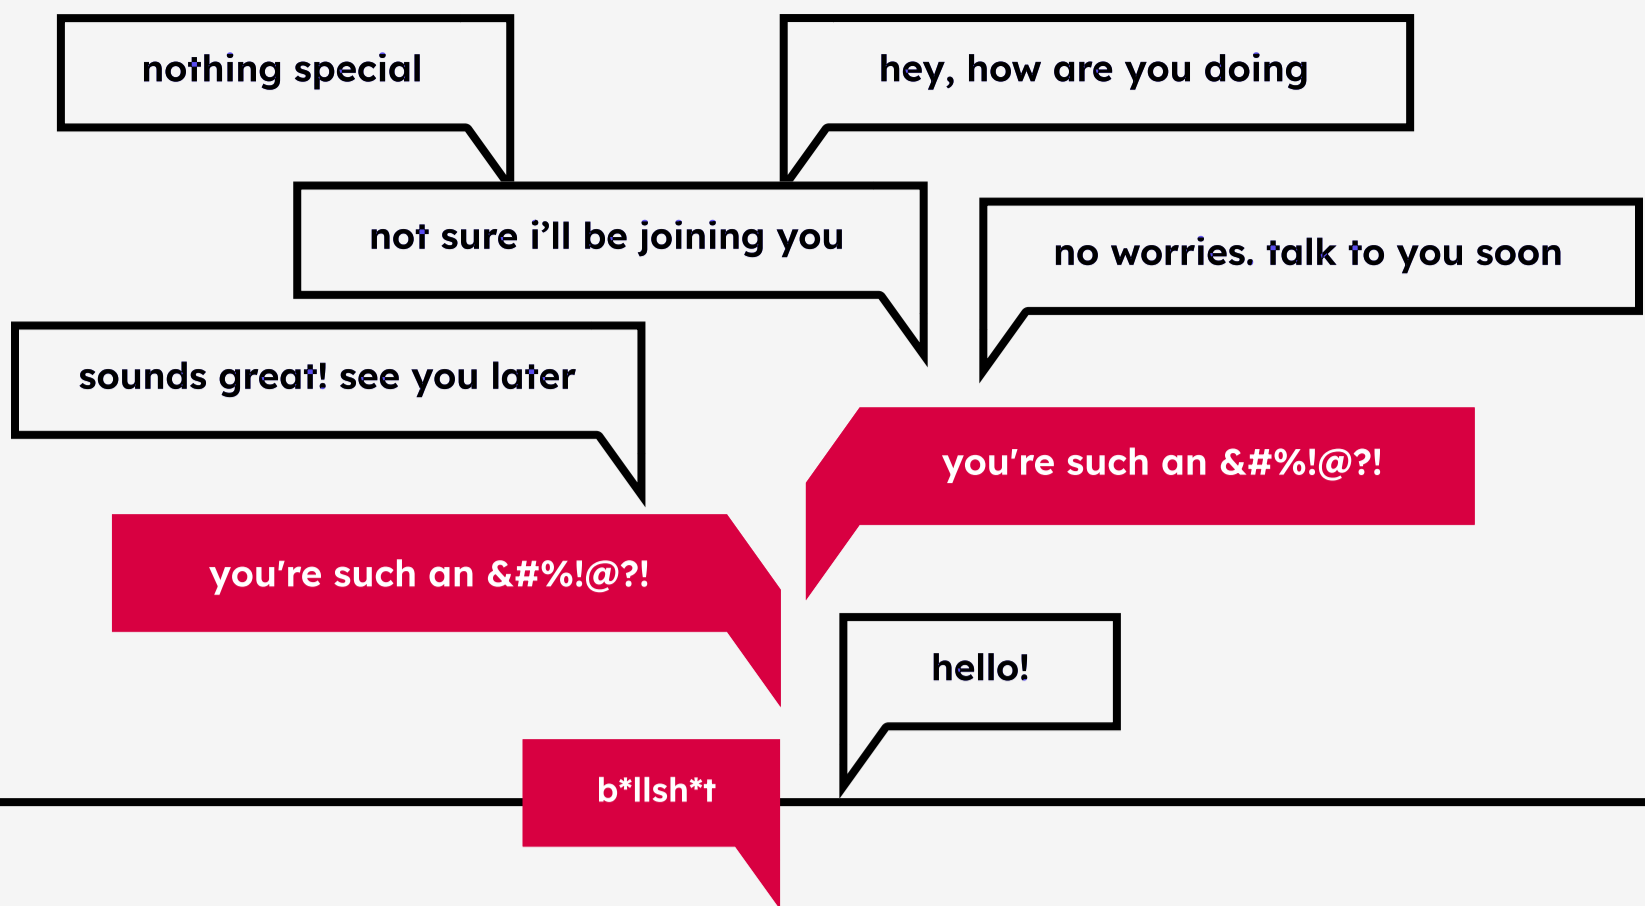 nothing special
hey, how are you doing
not sure i’ll be joining you
no worries. talk to you soon
sounds great! see you later
you're such an &#%!@?!
you're such an &#%!@?!
hello!
b*llsh*t